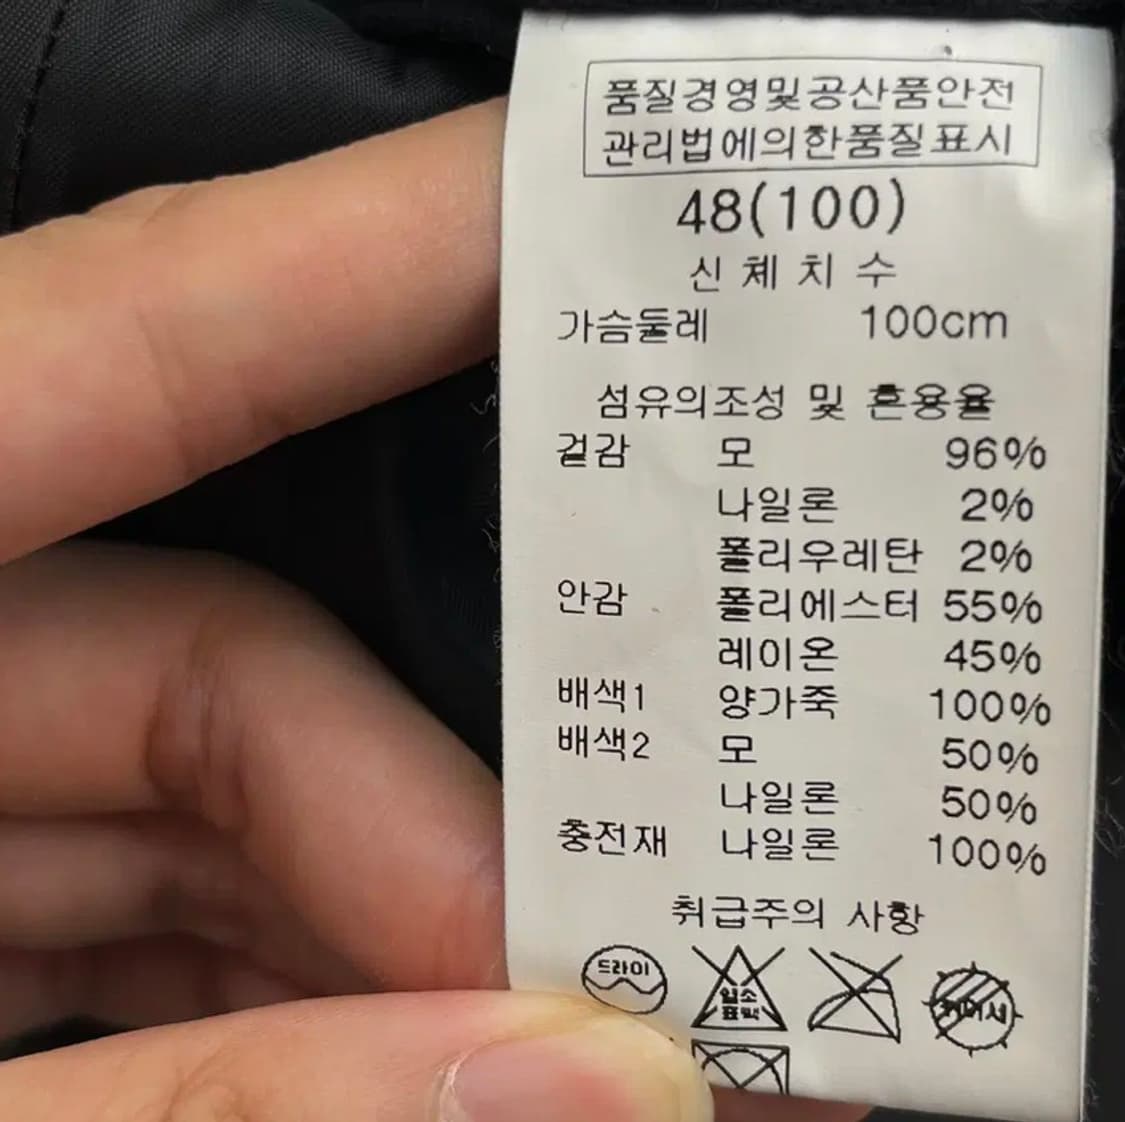 품질경영및공산품안전
관리법에의한품질표시
48(100)
신체치수
가슴둘레 100cm
섬유의조성 및 혼용율
겉감 모 96%
나일론 2%
폴리우레탄 2%
안감 폴리에스터 55%
레이온 45%
배색1 양가죽 100%
배색2 모 50%
나일론 50%
충전재 나일론 100%
취급주의 사항
드라이
염소
표백